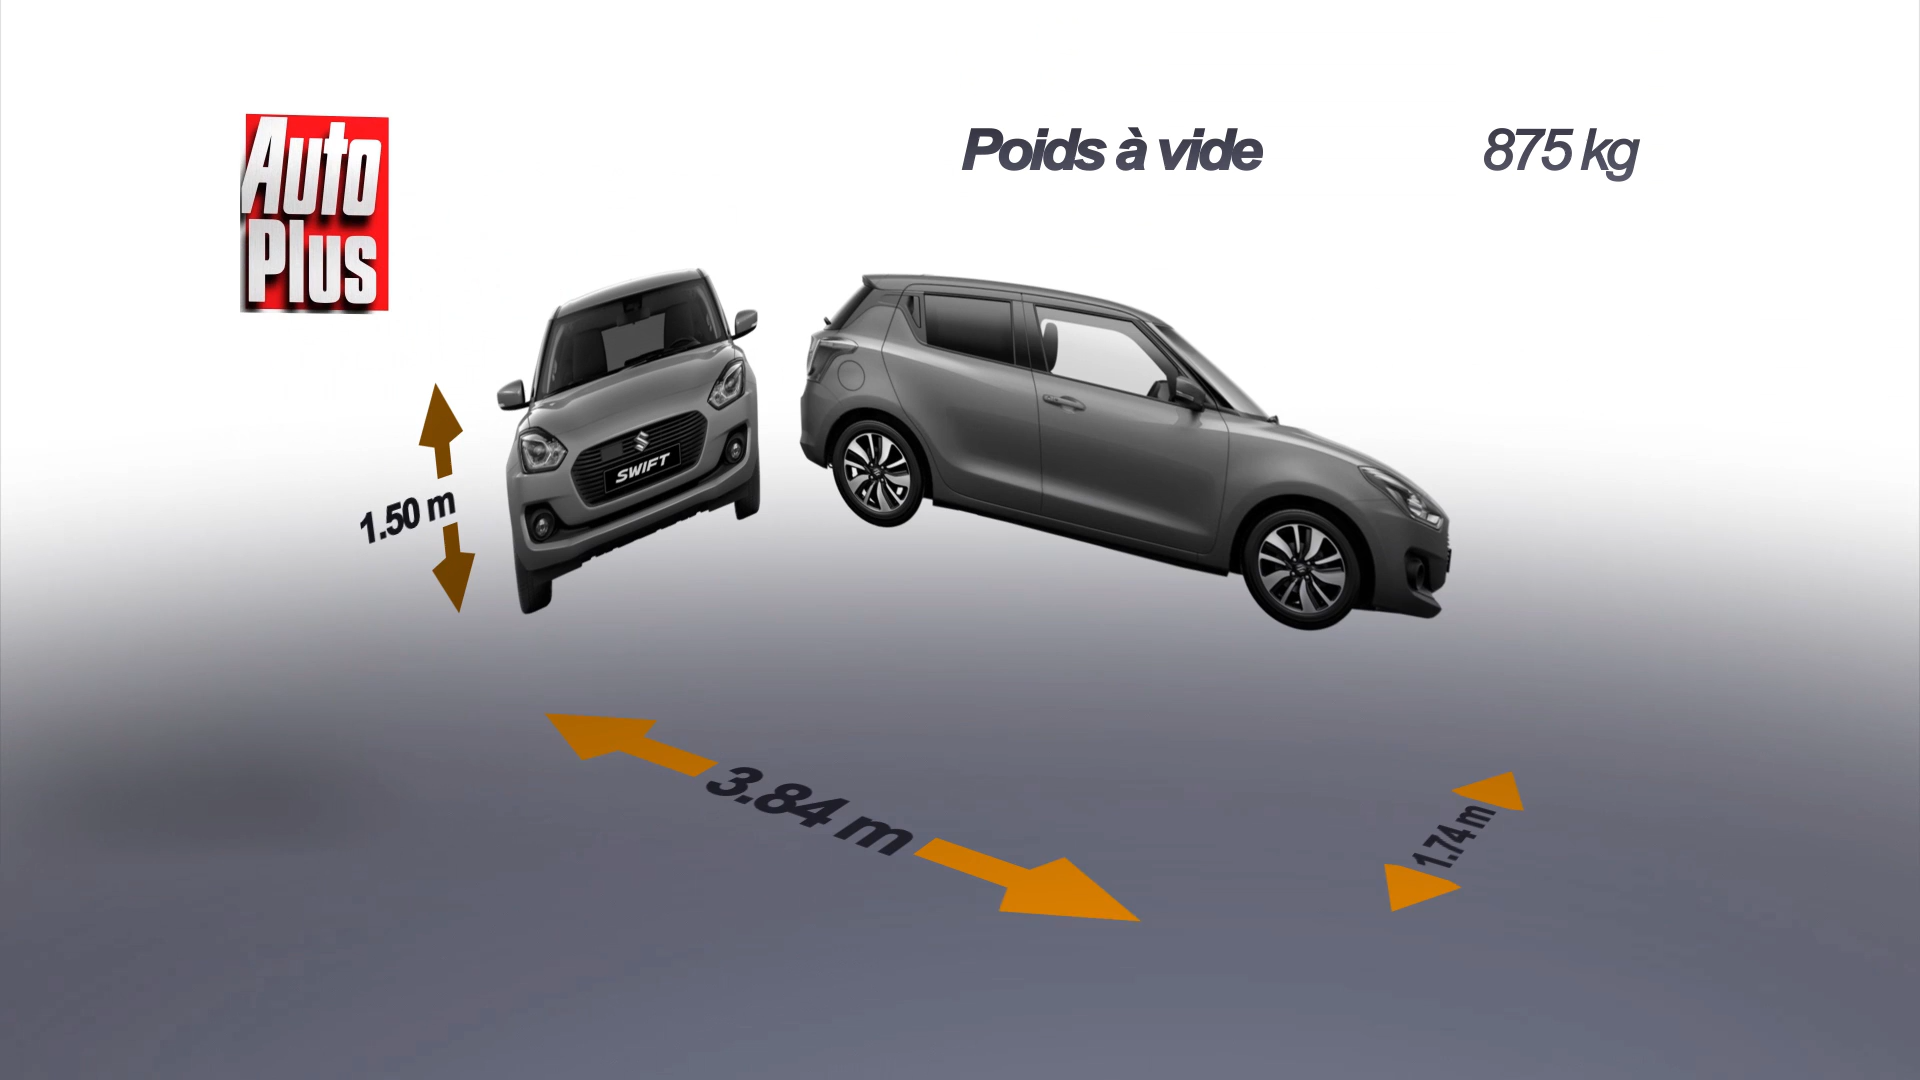 Auto
Plus
Poids à vide 875 kg
SWIFT
1.50 m
3.84 m
1.74 m